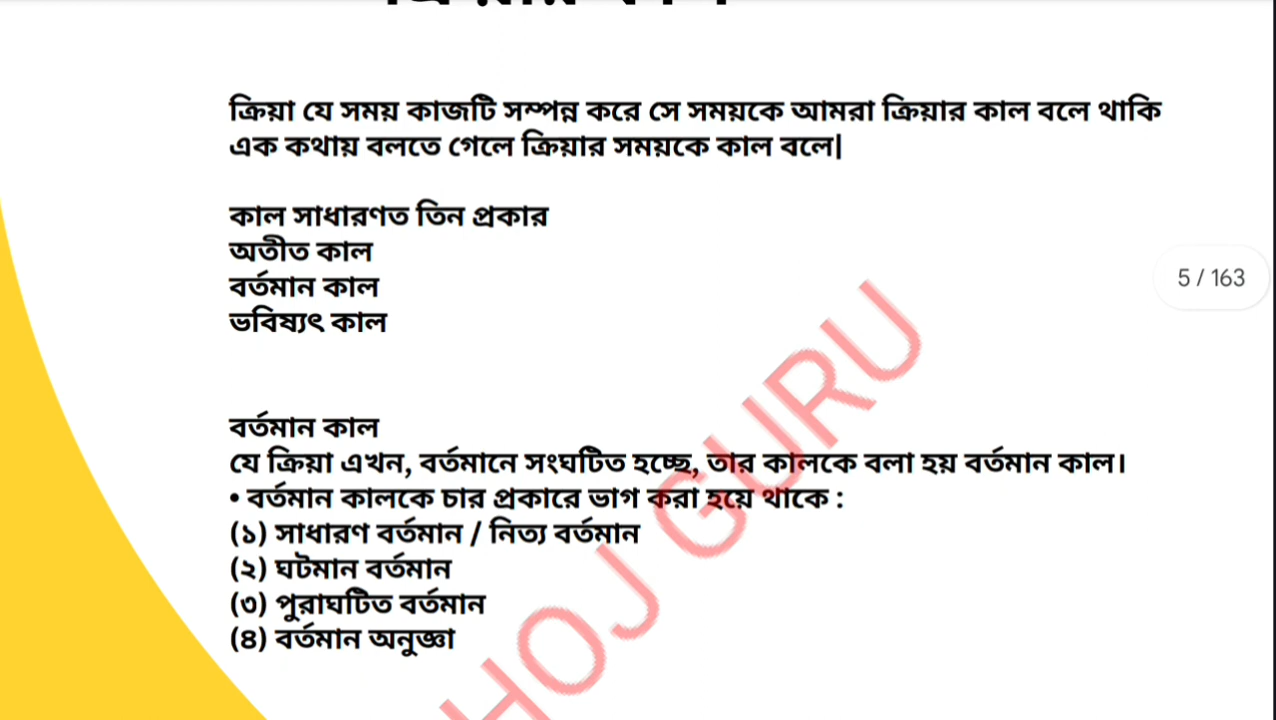 ক্রিয়া যে সময় কাজটি সম্পন্ন করে সে সময়কে আমরা ক্রিয়ার কাল বলে থাকি
এক কথায় বলতে গেলে ক্রিয়ার সময়কে কাল বলে|
কাল সাধারণত তিন প্রকার
অতীত কাল
বর্তমান কাল
ভবিষ্যৎ কাল
5 / 163
বর্তমান কাল
যে ক্রিয়া এখন, বর্তমানে সংঘটিত হচ্ছে, তার কালকে বলা হয় বর্তমান কাল।
• বর্তমান কালকে চার প্রকারে ভাগ করা হয়ে থাকে :
(১) সাধারণ বর্তমান / নিত্য বর্তমান
(২) ঘটমান বর্তমান
(৩) পুরাঘটিত বর্তমান
(৪) বর্তমান অনুজ্ঞা
HOJ GURU